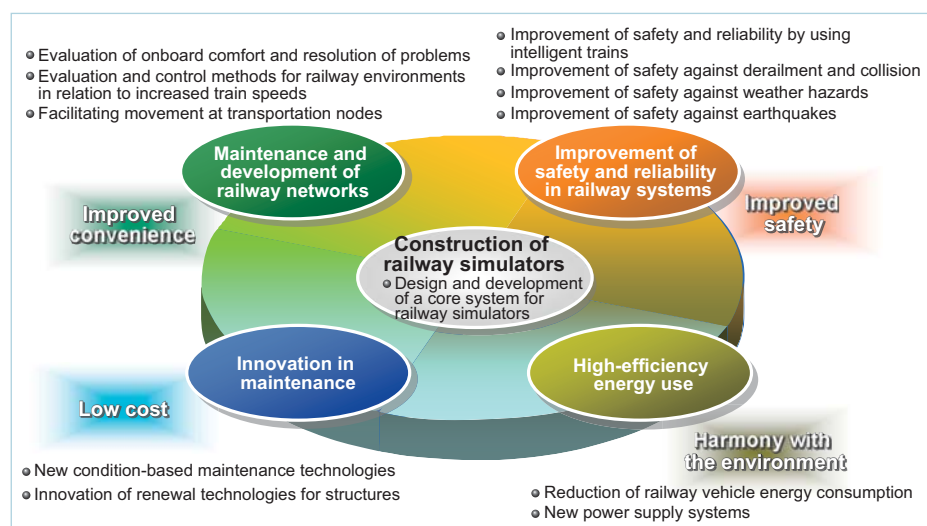 Evaluation of onboard comfort and resolution of problems
Evaluation and control methods for railway environments
in relation to increased train speeds
Facilitating movement at transportation nodes
Improvement of safety and reliability by using
intelligent trains
Improvement of safety against derailment and collision
Improvement of safety against weather hazards
Improvement of safety against earthquakes
Maintenance and
development of
railway networks
Improvement of
safety and reliability
in railway systems
Improved
convenience
Improved
safety
Construction of
railway simulators
Design and development
of a core system for
railway simulators
Innovation in
maintenance
High-efficiency
energy use
Low cost
Harmony with
the environment
New condition-based maintenance technologies
Innovation of renewal technologies for structures
Reduction of railway vehicle energy consumption
New power supply systems